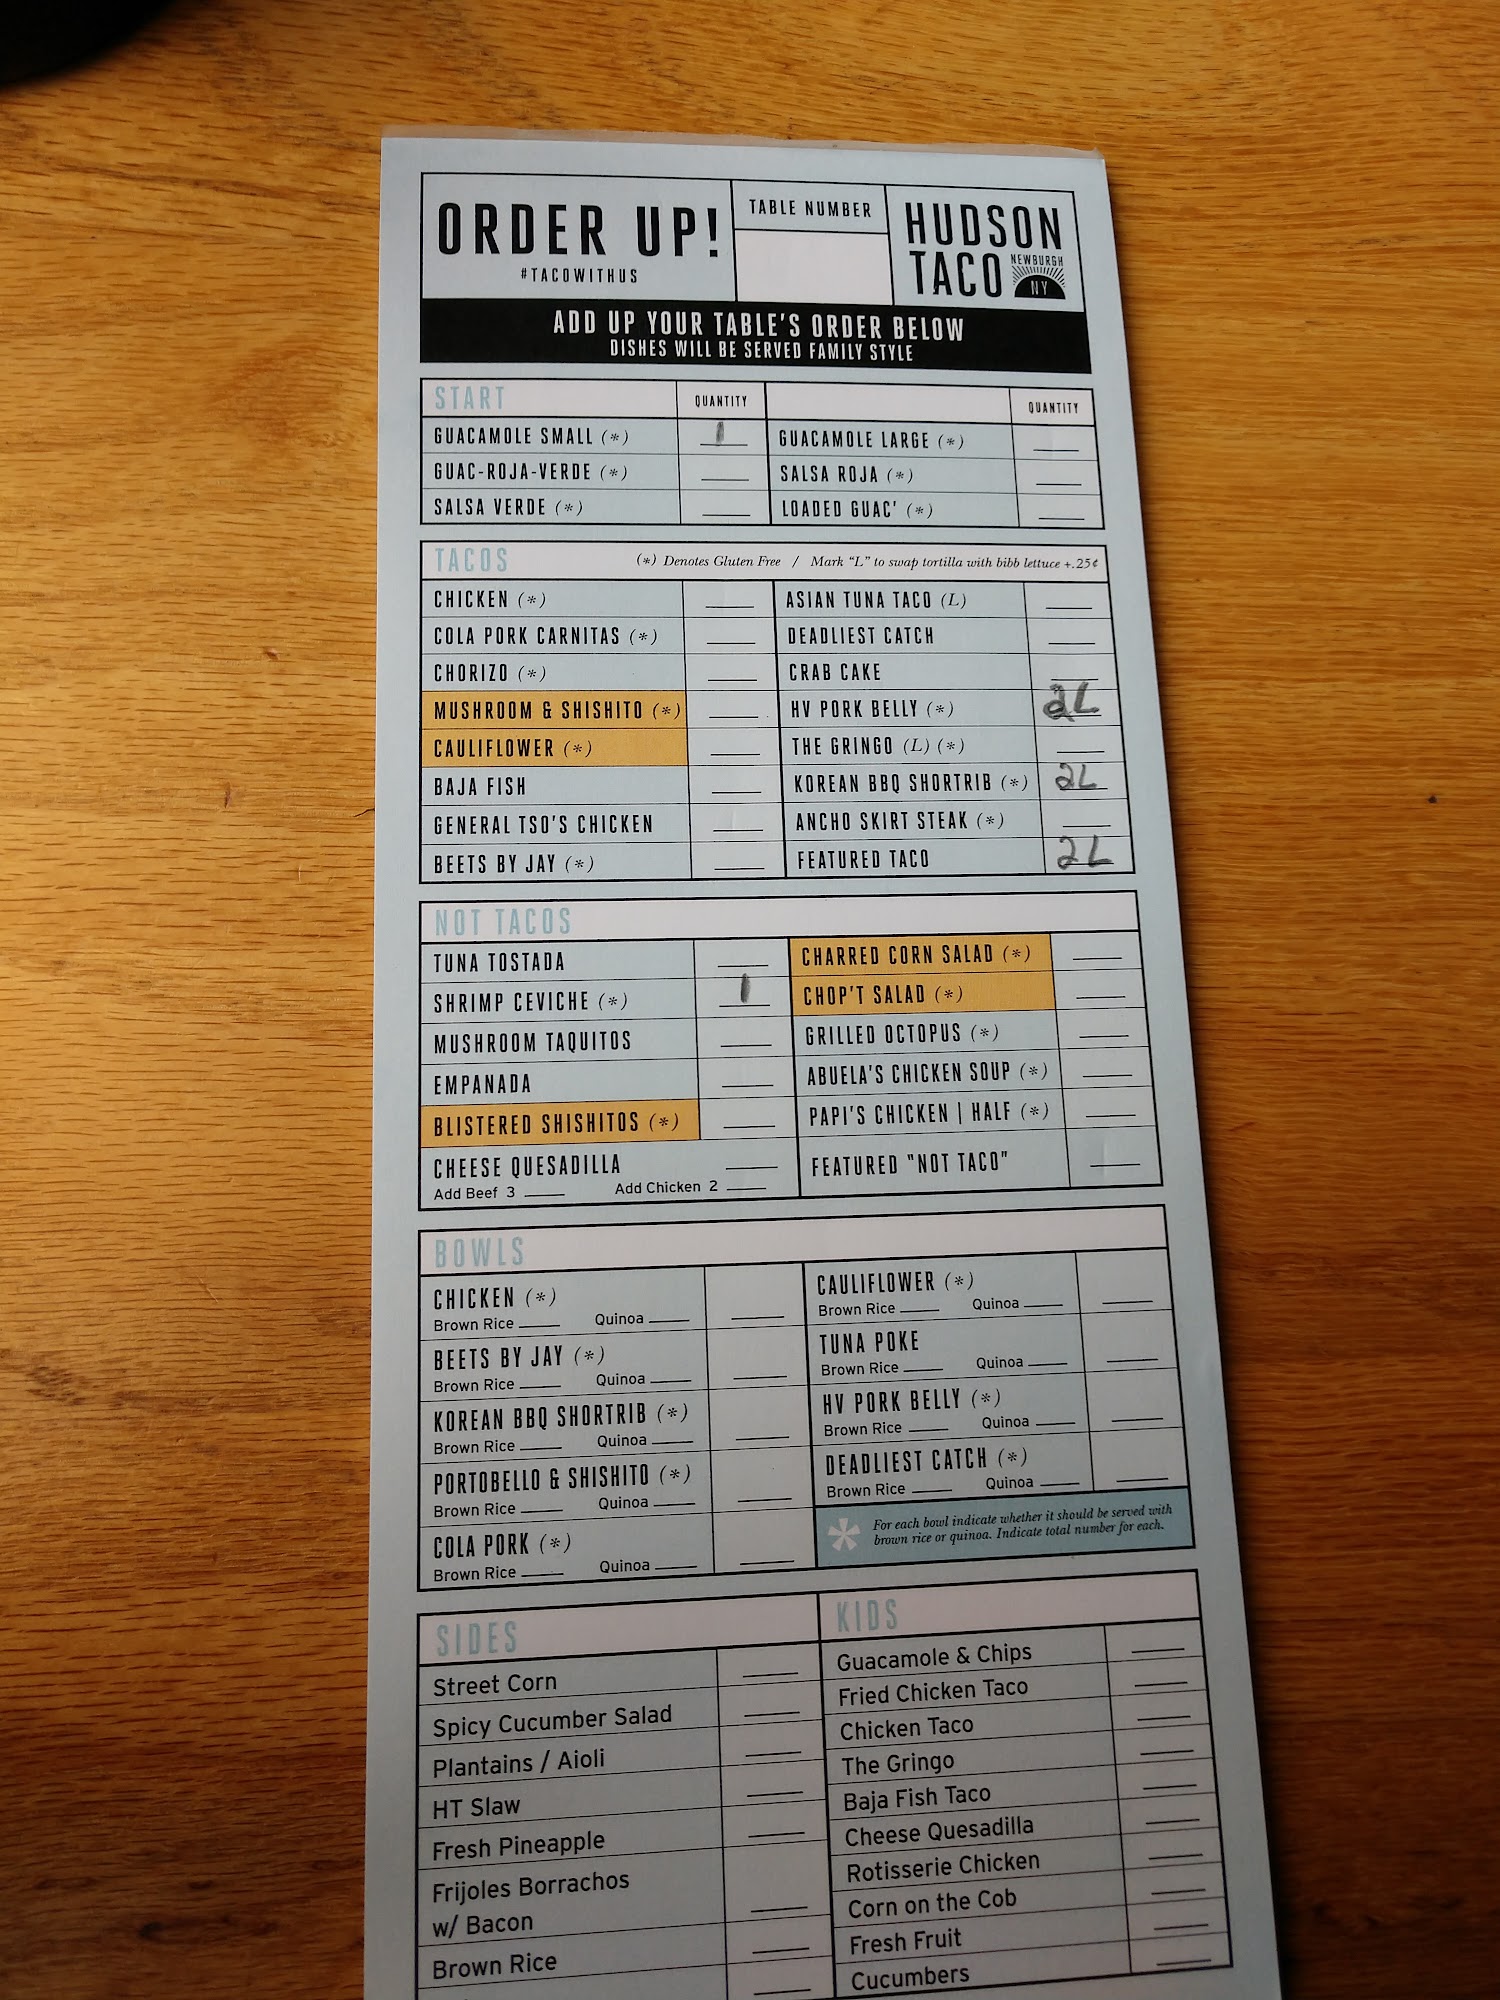 ORDER UP!
#TACOWITHUS
TABLE NUMBER
HUDSON
TACO
NEWBURGH
NY
ADD UP YOUR TABLE'S ORDER BELOW
DISHES WILL BE SERVED FAMILY STYLE
START QUANTITY QUANTITY
GUACAMOLE SMALL (*) 1 GUACAMOLE LARGE (*)
GUAC-ROJA-VERDE (*) SALSA ROJA (*)
SALSA VERDE (*) LOADED GUAC' (*)
TACOS (*) Denotes Gluten Free / Mark "L" to swap tortilla with bibb lettuce +.25¢
CHICKEN (*) ASIAN TUNA TACO (L)
COLA PORK CARNITAS (*) DEADLIEST CATCH
CHORIZO (*) CRAB CAKE
MUSHROOM & SHISHITO (*) HV PORK BELLY (*) 2L
CAULIFLOWER (*) THE GRINGO (L) (*)
BAJA FISH KOREAN BBQ SHORTRIB (*) 2L
GENERAL TSO'S CHICKEN ANCHO SKIRT STEAK (*)
BEETS BY JAY (*) FEATURED TACO 2L
NOT TACOS
TUNA TOSTADA CHARRED CORN SALAD (*)
SHRIMP CEVICHE (*) 1 CHOP'T SALAD (*)
MUSHROOM TAQUITOS GRILLED OCTOPUS (*)
EMPANADA ABUELA'S CHICKEN SOUP (*)
BLISTERED SHISHITOS (*) PAPI'S CHICKEN | HALF (*)
CHEESE QUESADILLA FEATURED "NOT TACO"
Add Beef 3 Add Chicken 2
BOWLS
CHICKEN (*) CAULIFLOWER (*)
Brown Rice Quinoa Brown Rice Quinoa
BEETS BY JAY (*) TUNA POKE
Brown Rice Quinoa Brown Rice Quinoa
KOREAN BBQ SHORTRIB (*) HV PORK BELLY (*)
Brown Rice Quinoa Brown Rice Quinoa
PORTOBELLO & SHISHITO (*) DEADLIEST CATCH (*)
Brown Rice Quinoa Brown Rice Quinoa
COLA PORK (*)
Brown Rice Quinoa
* For each bowl indicate whether it should be served with
brown rice or quinoa. Indicate total number for each.
SIDES
Street Corn
Spicy Cucumber Salad
Plantains / Aioli
HT Slaw
Fresh Pineapple
Frijoles Borrachos
w/ Bacon
Brown Rice
KIDS
Guacamole & Chips
Fried Chicken Taco
Chicken Taco
The Gringo
Baja Fish Taco
Cheese Quesadilla
Rotisserie Chicken
Corn on the Cob
Fresh Fruit
Cucumbers